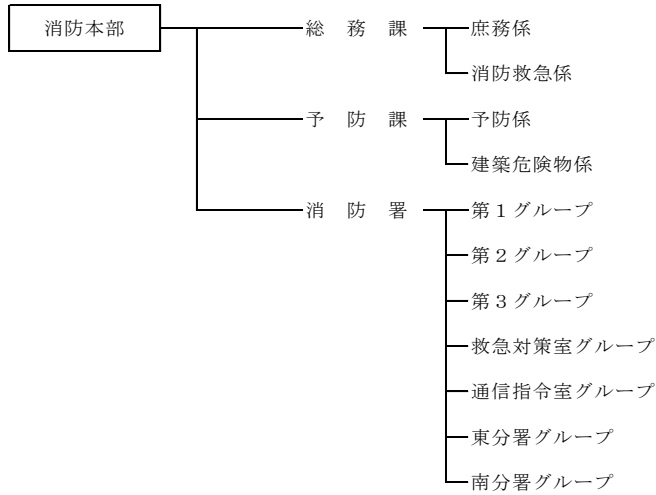 消防本部 総務課 庶務係
消防救急係
予防課 予防係
建築危険物係
消防署 第1グループ
第2グループ
第3グループ
救急対策室グループ
通信指令室グループ
東分署グループ
南分署グループ